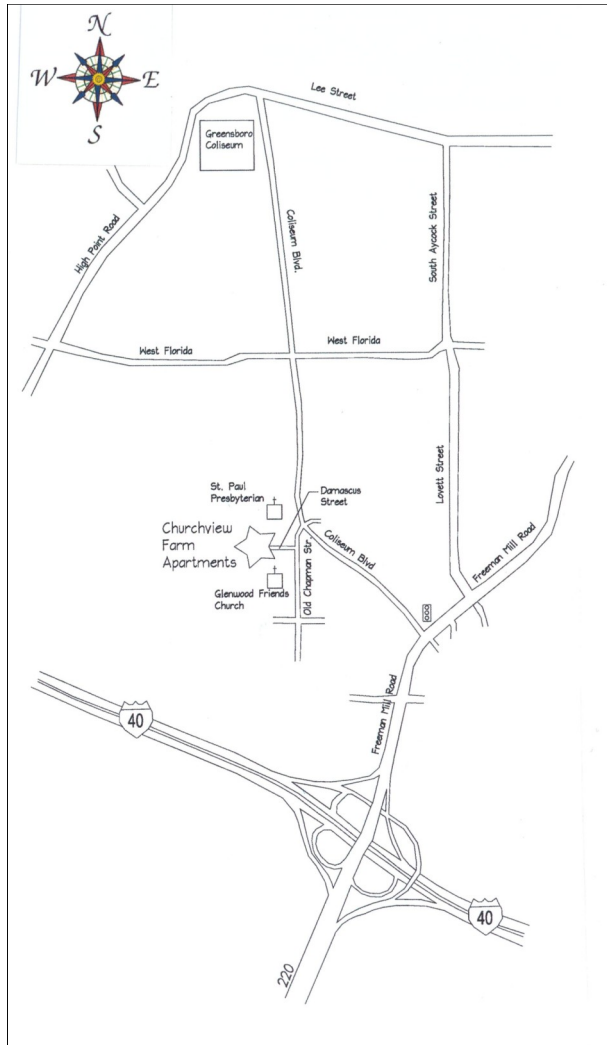 N
W E
S
Lee Street
Greensboro
Coliseum
High Point Road
Coliseum Blvd.
South Aycock Street
West Florida
West Florida
St. Paul
Presbyterian
Damascus
Street
Lovett Street
Churchview
Farm
Apartments
Coliseum Blvd
Freeman Mill Road
Glenwood Friends
Church
Old Chapman Str.
Freeman Mill Road
40
40
220